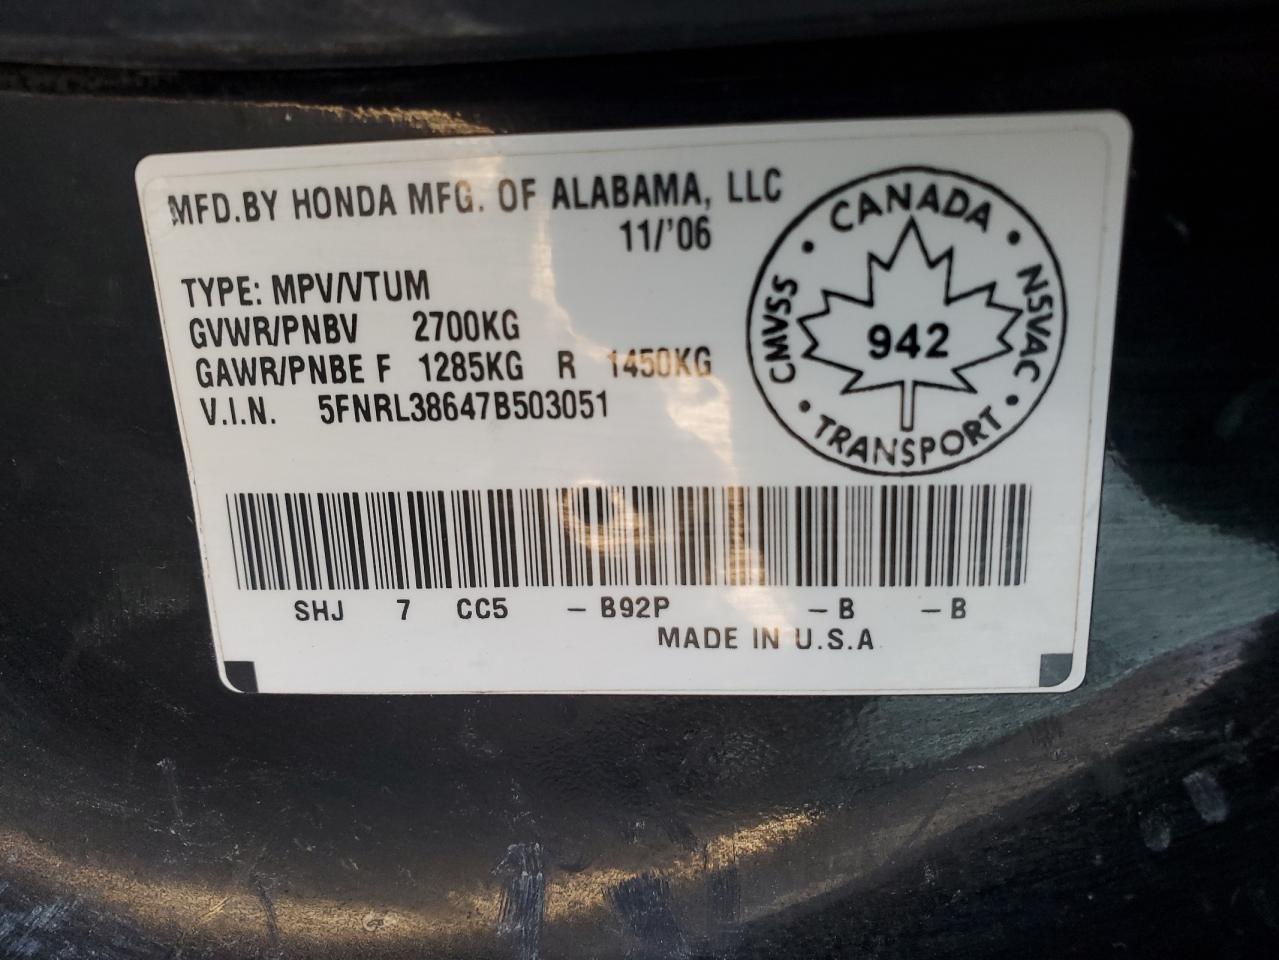 MFD.BY HONDA MFG. OF ALABAMA, LLC
11/'06
TYPE: MPV/VTUM
GVWR/PNBV 2700KG
GAWR/PNBE F 1285KG R 1450KG
V.I.N. 5FNRL38647B503051
CANADA
CMVSS
942
NSVAC
TRANSPORT
SHJ 7 CC5 - B92P - B - B
MADE IN U.S.A